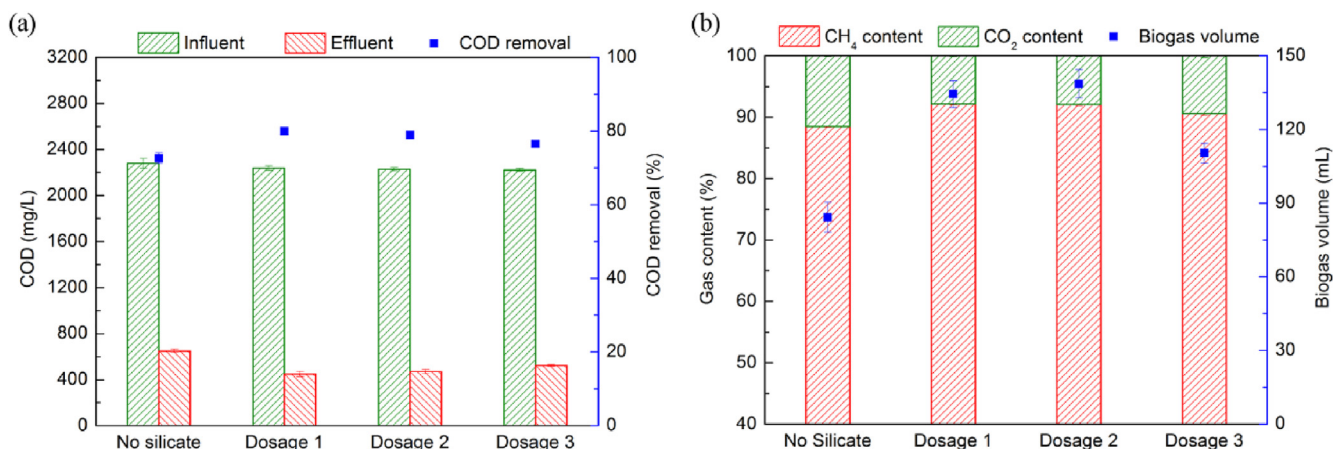 (a)
Influent Effluent COD removal
3200
2800
2400
2000
1600
1200
800
400
0
COD (mg/L)
100
80
60
40
20
0
COD removal (%)
No silicate Dosage 1 Dosage 2 Dosage 3
(b)
CH₄ content CO₂ content Biogas volume
100
90
80
70
60
50
40
Gas content (%)
150
120
90
60
30
0
Biogas volume (mL)
No Silicate Dosage 1 Dosage 2 Dosage 3